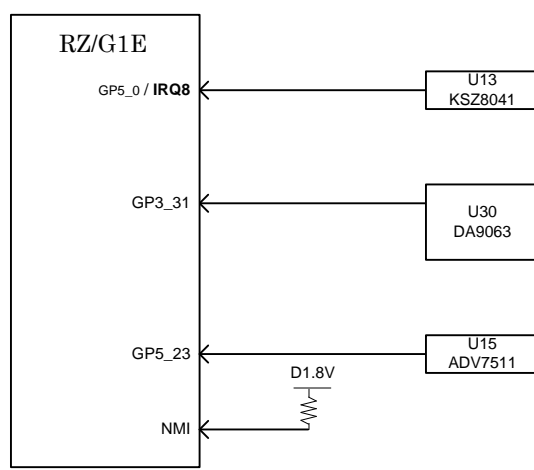 RZ/G1E
GP5_0 / IRQ8
U13
KSZ8041
GP3_31
U30
DA9063
GP5_23
U15
ADV7511
D1.8V
NMI